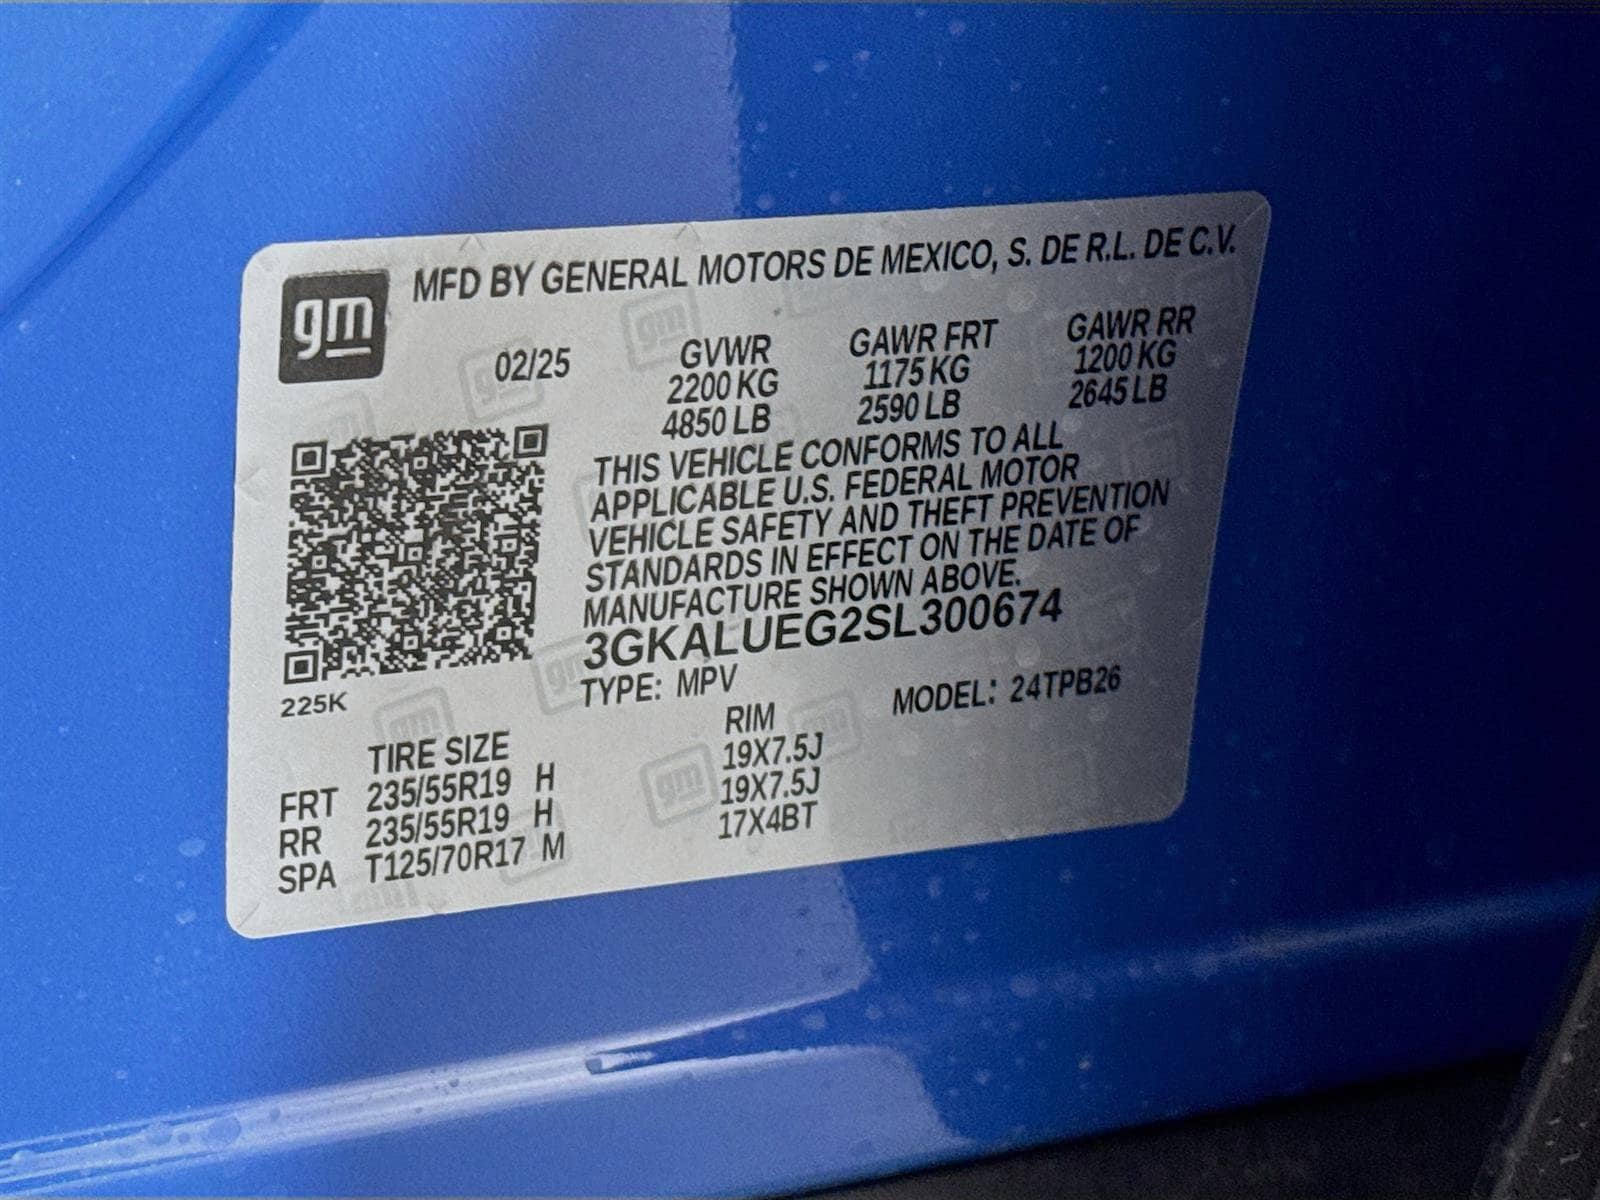 gm
MFD BY GENERAL MOTORS DE MEXICO, S. DE R.L. DE C.V.
02/25 GVWR GAWR FRT GAWR RR
2200 KG 1175 KG 1200 KG
4850 LB 2590 LB 2645 LB
THIS VEHICLE CONFORMS TO ALL
APPLICABLE U.S. FEDERAL MOTOR
VEHICLE SAFETY AND THEFT PREVENTION
STANDARDS IN EFFECT ON THE DATE OF
MANUFACTURE SHOWN ABOVE.
3GKALUEG2SL300674
225K
TYPE: MPV MODEL: 24TPB26
TIRE SIZE RIM
FRT 235/55R19 H 19X7.5J
RR 235/55R19 H 19X7.5J
SPA T125/70R17 M 17X4BT